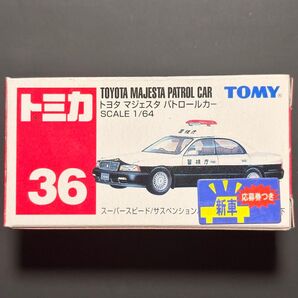 トミカ
36
TOYOTA MAJESTA PATROL CAR
トヨタ マジェスタ パトロールカー
SCALE 1/64
TOMY
警視庁
新車
応募券つき
スーパースピード/サスペンション
下